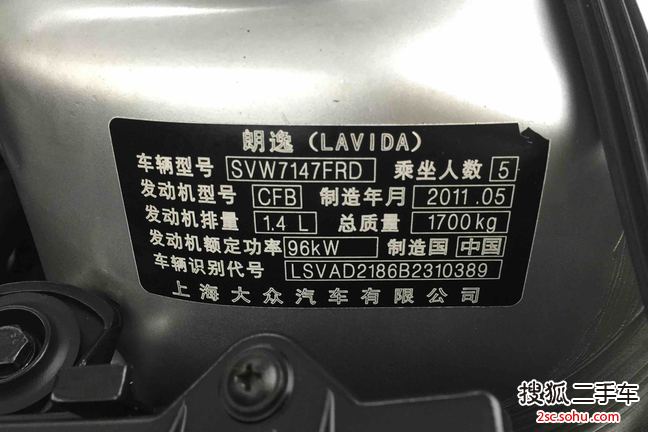 朗逸(LAVIDA)
车辆型号 SVW7147FRD 乘坐人数 5
发动机型号 CFB 制造年月 2011.05
发动机排量 1.4 L 总质量 1700kg
发动机额定功率 96kW 制造国 中国
车辆识别代号 LSVAD2186B2310389
上海大众汽车有限公司
搜狐二手车
2sc.sohu.com